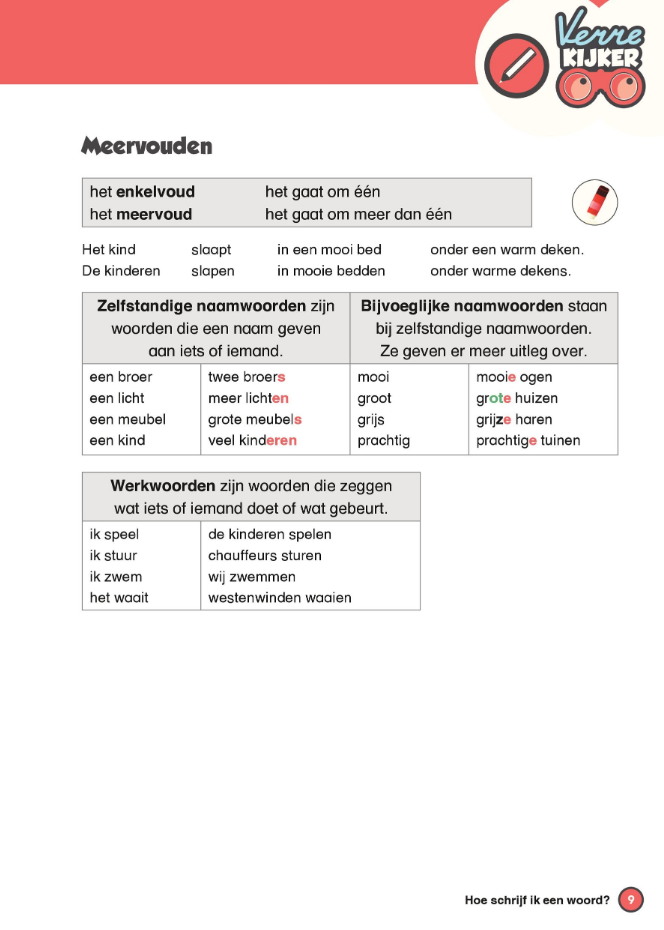 Verre
KIJKER
Meervouden
het enkelvoud het gaat om één
het meervoud het gaat om meer dan één
Het kind slaapt in een mooi bed onder een warm deken.
De kinderen slapen in mooie bedden onder warme dekens.
Zelfstandige naamwoorden zijn
woorden die een naam geven
aan iets of iemand.
Bijvoeglijke naamwoorden staan
bij zelfstandige naamwoorden.
Ze geven er meer uitleg over.
een broer twee broers mooi mooie ogen
een licht meer lichten groot grote huizen
een meubel grote meubels grijs grijze haren
een kind veel kinderen prachtig prachtige tuinen
Werkwoorden zijn woorden die zeggen
wat iets of iemand doet of wat gebeurt.
ik speel de kinderen spelen
ik stuur chauffeurs sturen
ik zwem wij zwemmen
het waait westenwinden waaien
Hoe schrijf ik een woord? 9